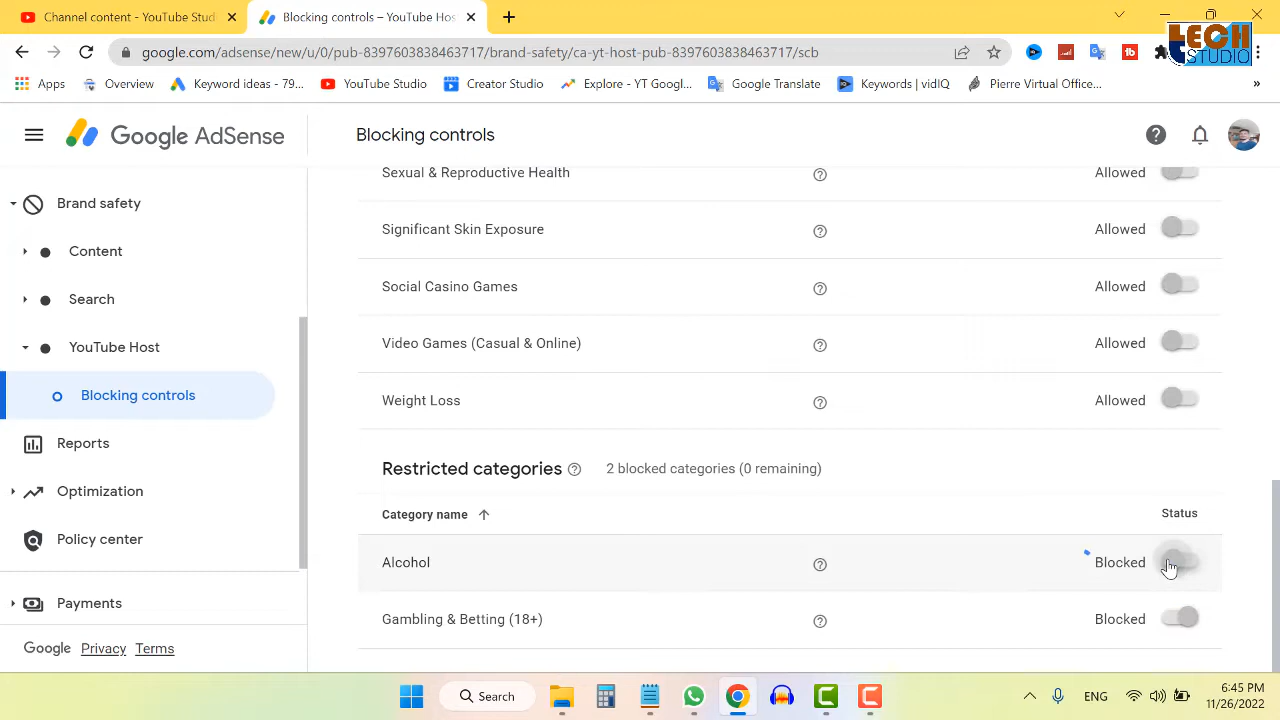 Channel content - YouTube Studi
Blocking controls – YouTube Host
google.com/adsense/new/u/0/pub-8397603838463717/brand-safety/ca-yt-host-pub-8397603838463717/scb
LECH
STUDIO
Apps
Overview
Keyword ideas - 79...
YouTube Studio
Creator Studio
Explore - YT Googl...
Google Translate
Keywords | vidIQ
Pierre Virtual Office...
»
Google AdSense
Blocking controls
Brand safety
Content
Search
YouTube Host
Blocking controls
Reports
Optimization
Policy center
Payments
Google Privacy Terms
Sexual & Reproductive Health Allowed
Significant Skin Exposure Allowed
Social Casino Games Allowed
Video Games (Casual & Online) Allowed
Weight Loss Allowed
Restricted categories 2 blocked categories (0 remaining)
Category name Status
Alcohol Blocked
Gambling & Betting (18+) Blocked
Search
ENG
6:45 PM
11/26/2022